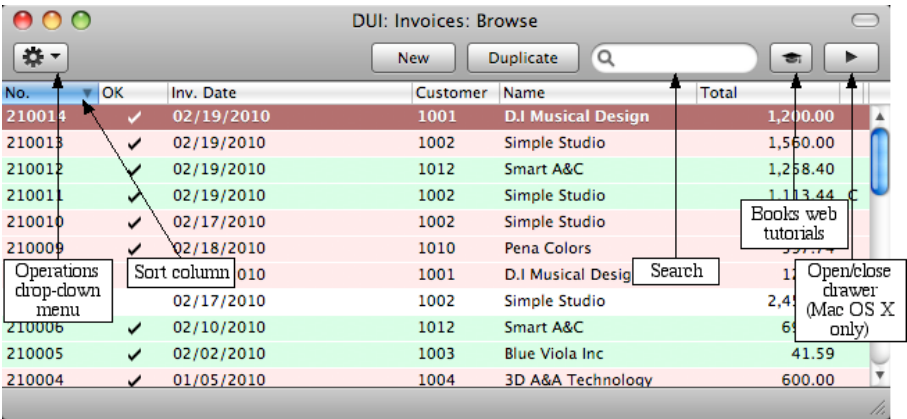 DUI: Invoices: Browse
New Duplicate
No. OK Inv. Date Customer Name Total
210014 ✓ 02/19/2010 1001 D.I Musical Design 1,200.00
210013 ✓ 02/19/2010 1002 Simple Studio 1,560.00
210012 ✓ 02/19/2010 1012 Smart A&C 1,258.40
210011 ✓ 02/19/2010 1002 Simple Studio 1,113.44 C
210010 ✓ 02/17/2010 1002 Simple Studio
210009 ✓ 02/18/2010 1010 Pena Colors
1001 D.I Musical Desig
02/17/2010 1002 Simple Studio
210006 ✓ 02/10/2010 1012 Smart A&C
210005 ✓ 02/02/2010 1003 Blue Viola Inc 41.59
210004 ✓ 01/05/2010 1004 3D A&A Technology 600.00
Operations
drop-down
menu
Sort column
Search
Books web
tutorials
Open/close
drawer
(Mac OS X
only)